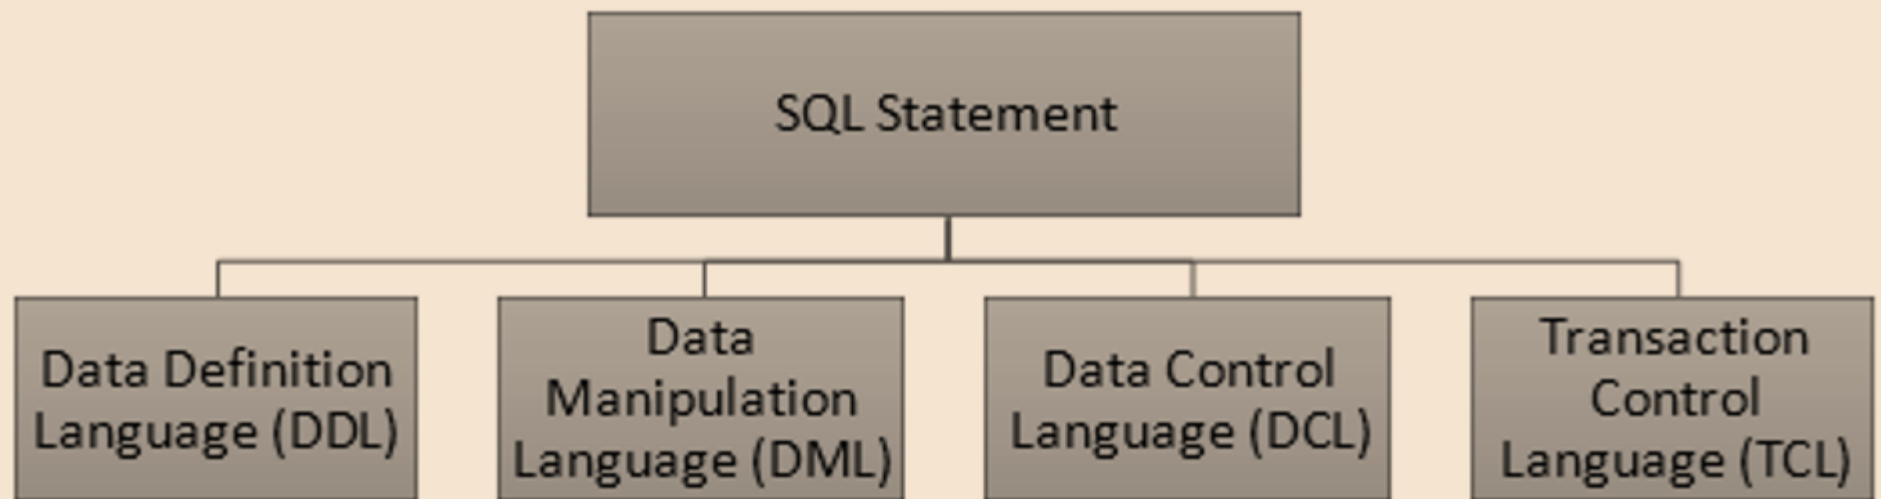 SQL Statement
Data Definition
Language (DDL)
Data
Manipulation
Language (DML)
Data Control
Language (DCL)
Transaction
Control
Language (TCL)